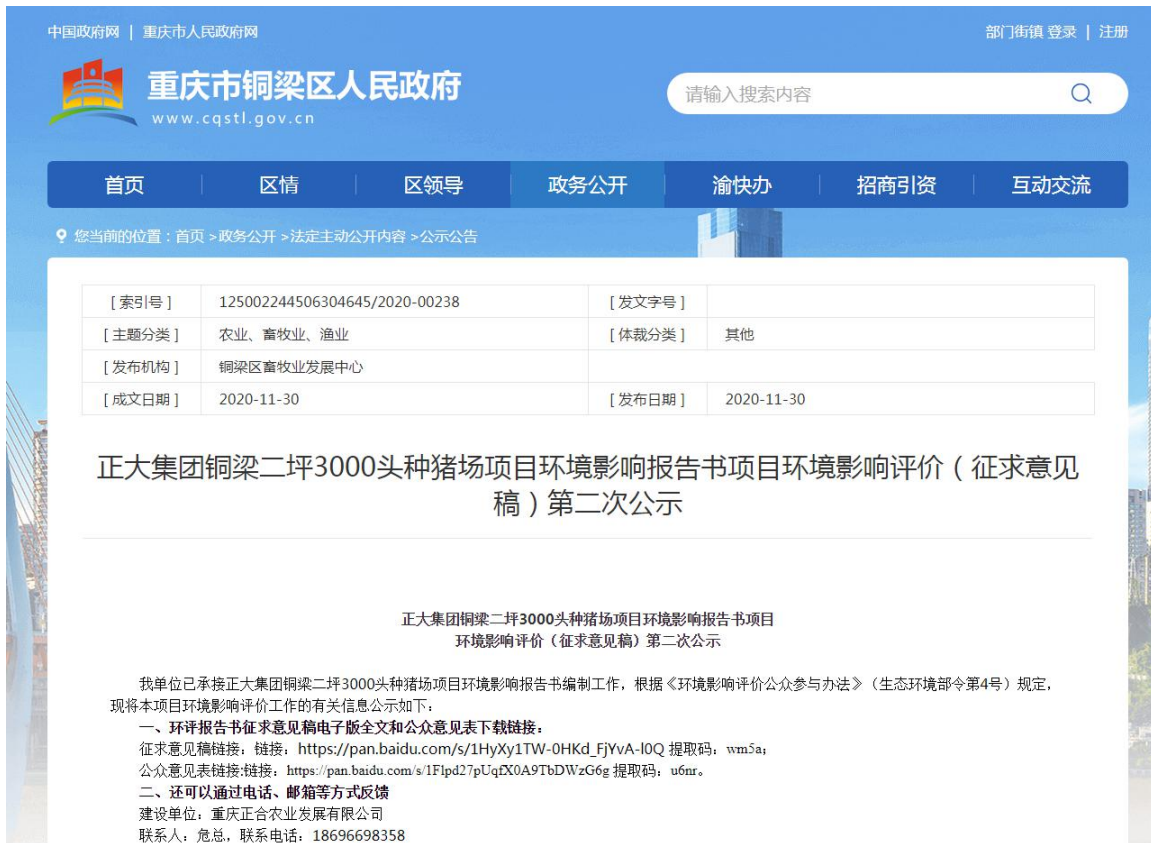 中国政府网 | 重庆市人民政府网
部门街镇 登录 | 注册
重庆市铜梁区人民政府
www.cqstl.gov.cn
请输入搜索内容
首页 区情 区领导 政务公开 渝快办 招商引资 互动交流
您当前的位置：首页 >政务公开 >法定主动公开内容 >公示公告
[ 索引号 ] 12500224450630464​5/2020-00238 [ 发文字号 ]
[ 主题分类 ] 农业、畜牧业、渔业 [ 体裁分类 ] 其他
[ 发布机构 ] 铜梁区畜牧业发展中心
[ 成文日期 ] 2020-11-30 [ 发布日期 ] 2020-11-30
正大集团铜梁二坪3000头种猪场项目环境影响报告书项目环境影响评价（征求意见
稿）第二次公示
正大集团铜梁二坪3000头种猪场项目环境影响报告书项目
环境影响评价（征求意见稿）第二次公示
我单位已承接正大集团铜梁二坪3000头种猪场项目环境影响报告书编制工作，根据《环境影响评价公众参与办法》（生态环境部令第4号）规定，
现将本项目环境影响评价工作的有关信息公示如下：
一、环评报告书征求意见稿电子版全文和公众意见表下载链接：
征求意见稿链接：链接：https://pan.baidu.com/s/1HyXy1TW-0HKd_FjYvA-l0Q 提取码：wm5a；
公众意见表链接:链接：https://pan.baidu.com/s/1Flpd27pUqfX0A9TbDWzG6g 提取码：u6nr。
二、还可以通过电话、邮箱等方式反馈
建设单位：重庆正合农业发展有限公司
联系人：危总，联系电话：18696698358